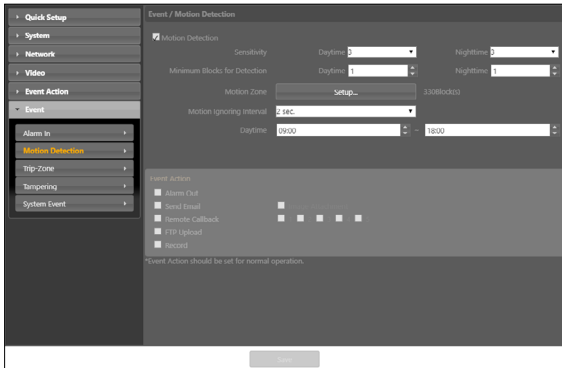 Quick Setup
System
Network
Video
Event Action
Event
Alarm In
Motion Detection
Trip-Zone
Tampering
System Event
Event / Motion Detection
Motion Detection
Sensitivity Daytime 3 Nighttime 3
Minimum Blocks for Detection Daytime 1 Nighttime 1
Motion Zone Setup... 330Block(s)
Motion Ignoring Interval 2 sec.
Daytime 09:00 ~ 18:00
Event Action
Alarm Out
Send Email
Remote Callback
FTP Upload
Record
*Event Action should be set for normal operation.
Save